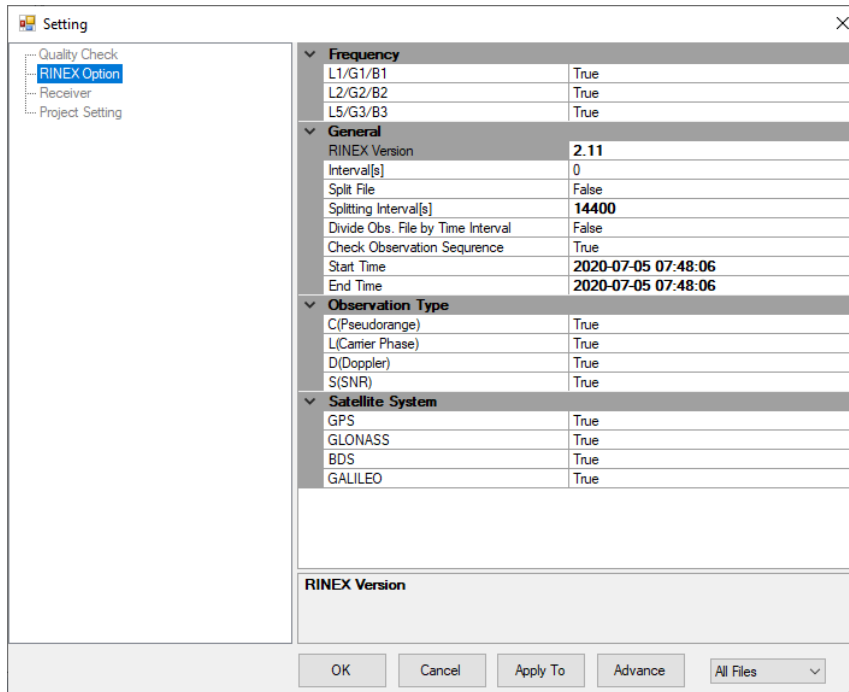 Setting
Quality Check
RINEX Option
Receiver
Project Setting
Frequency
L1/G1/B1 True
L2/G2/B2 True
L5/G3/B3 True
General
RINEX Version 2.11
Interval[s] 0
Split File False
Splitting Interval[s] 14400
Divide Obs. File by Time Interval False
Check Observation Sequrence True
Start Time 2020-07-05 07:48:06
End Time 2020-07-05 07:48:06
Observation Type
C(Pseudorange) True
L(Carrier Phase) True
D(Doppler) True
S(SNR) True
Satellite System
GPS True
GLONASS True
BDS True
GALILEO True
RINEX Version
OK Cancel Apply To Advance All Files